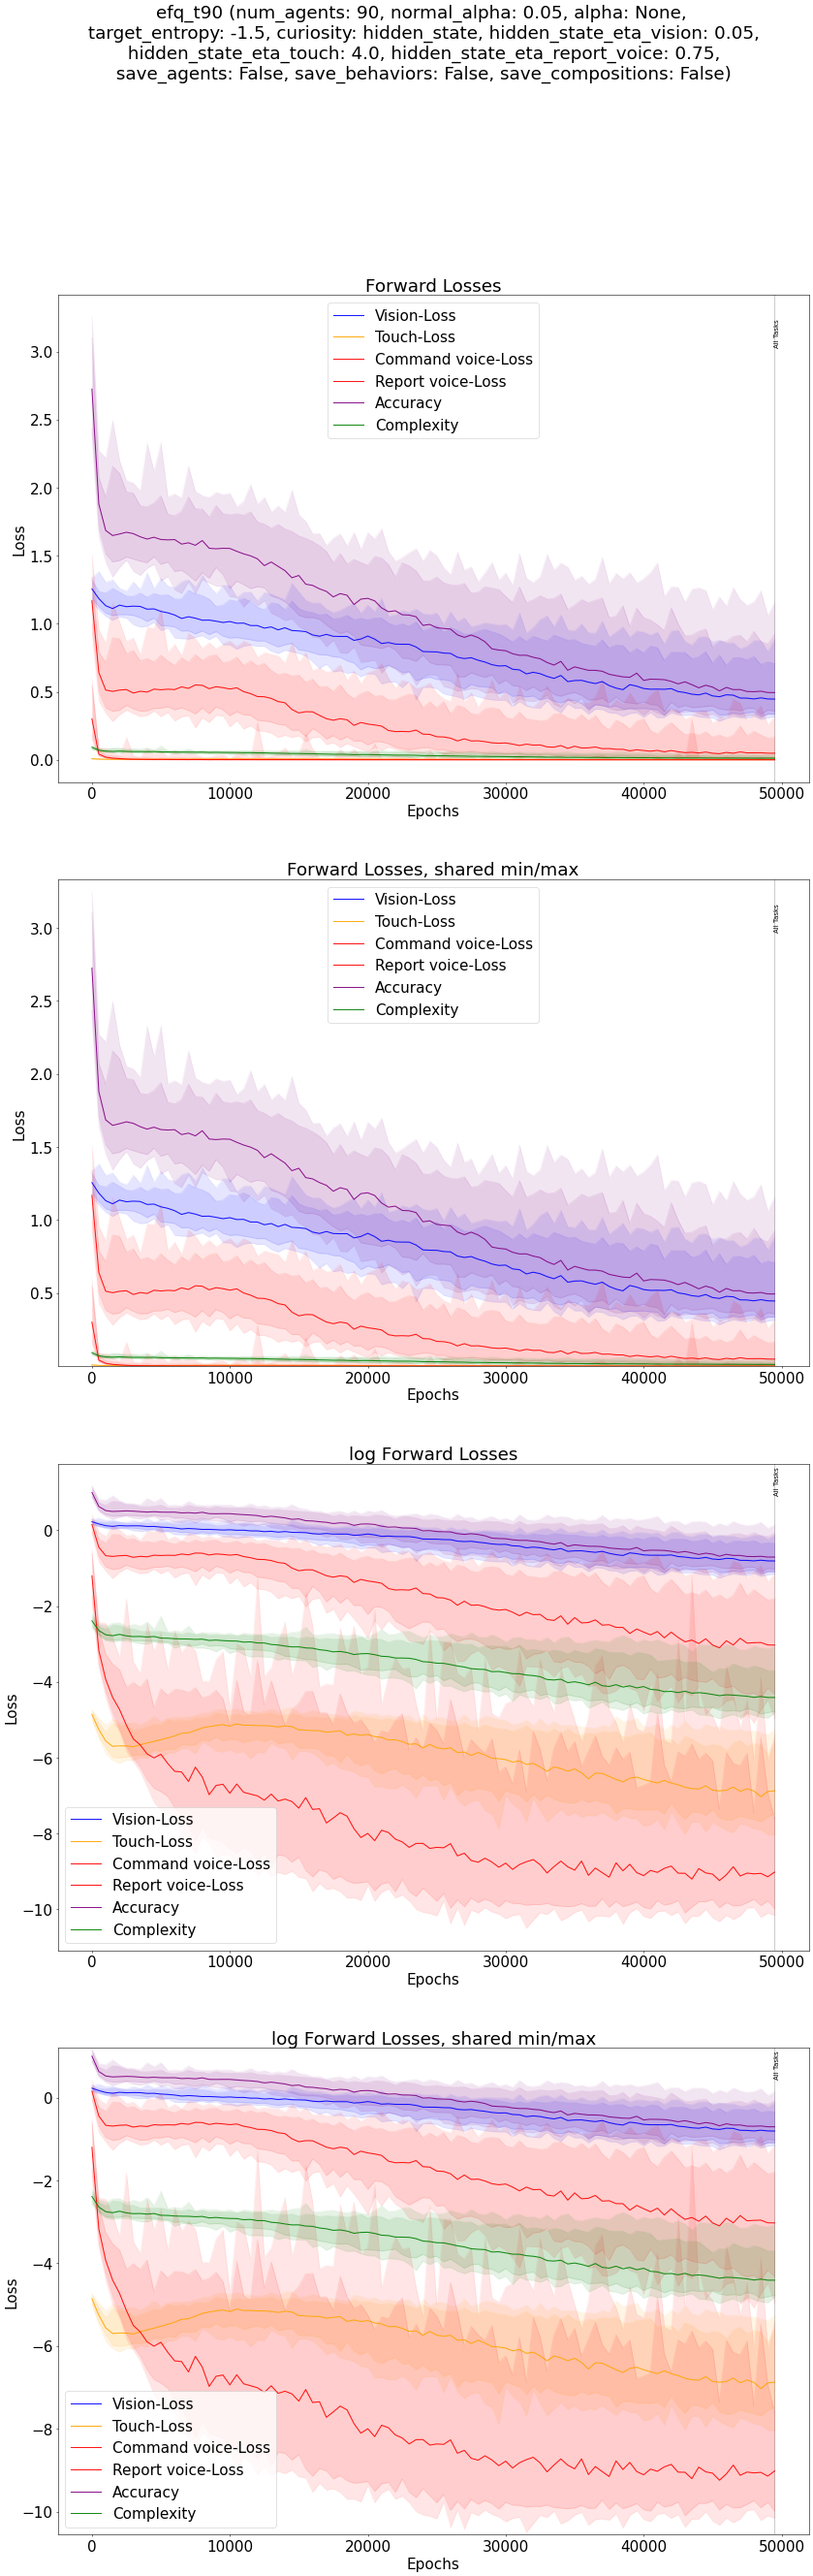 efq_t90 (num_agents: 90, normal_alpha: 0.05, alpha: None,
target_entropy: -1.5, curiosity: hidden_state, hidden_state_eta_vision: 0.05,
hidden_state_eta_touch: 4.0, hidden_state_eta_report_voice: 0.75,
save_agents: False, save_behaviors: False, save_compositions: False)
Forward Losses
Vision-Loss
Touch-Loss
Command voice-Loss
Report voice-Loss
Accuracy
Complexity
All Tasks
3.0
2.5
2.0
1.5
1.0
0.5
0.0
Loss
0
10000
20000
30000
40000
50000
Epochs
Forward Losses, shared min/max
Vision-Loss
Touch-Loss
Command voice-Loss
Report voice-Loss
Accuracy
Complexity
All Tasks
3.0
2.5
2.0
1.5
1.0
0.5
Loss
0
10000
20000
30000
40000
50000
Epochs
log Forward Losses
All Tasks
0
−2
−4
−6
−8
−10
Loss
Vision-Loss
Touch-Loss
Command voice-Loss
Report voice-Loss
Accuracy
Complexity
0
10000
20000
30000
40000
50000
Epochs
log Forward Losses, shared min/max
All Tasks
0
−2
−4
−6
−8
−10
Loss
Vision-Loss
Touch-Loss
Command voice-Loss
Report voice-Loss
Accuracy
Complexity
0
10000
20000
30000
40000
50000
Epochs